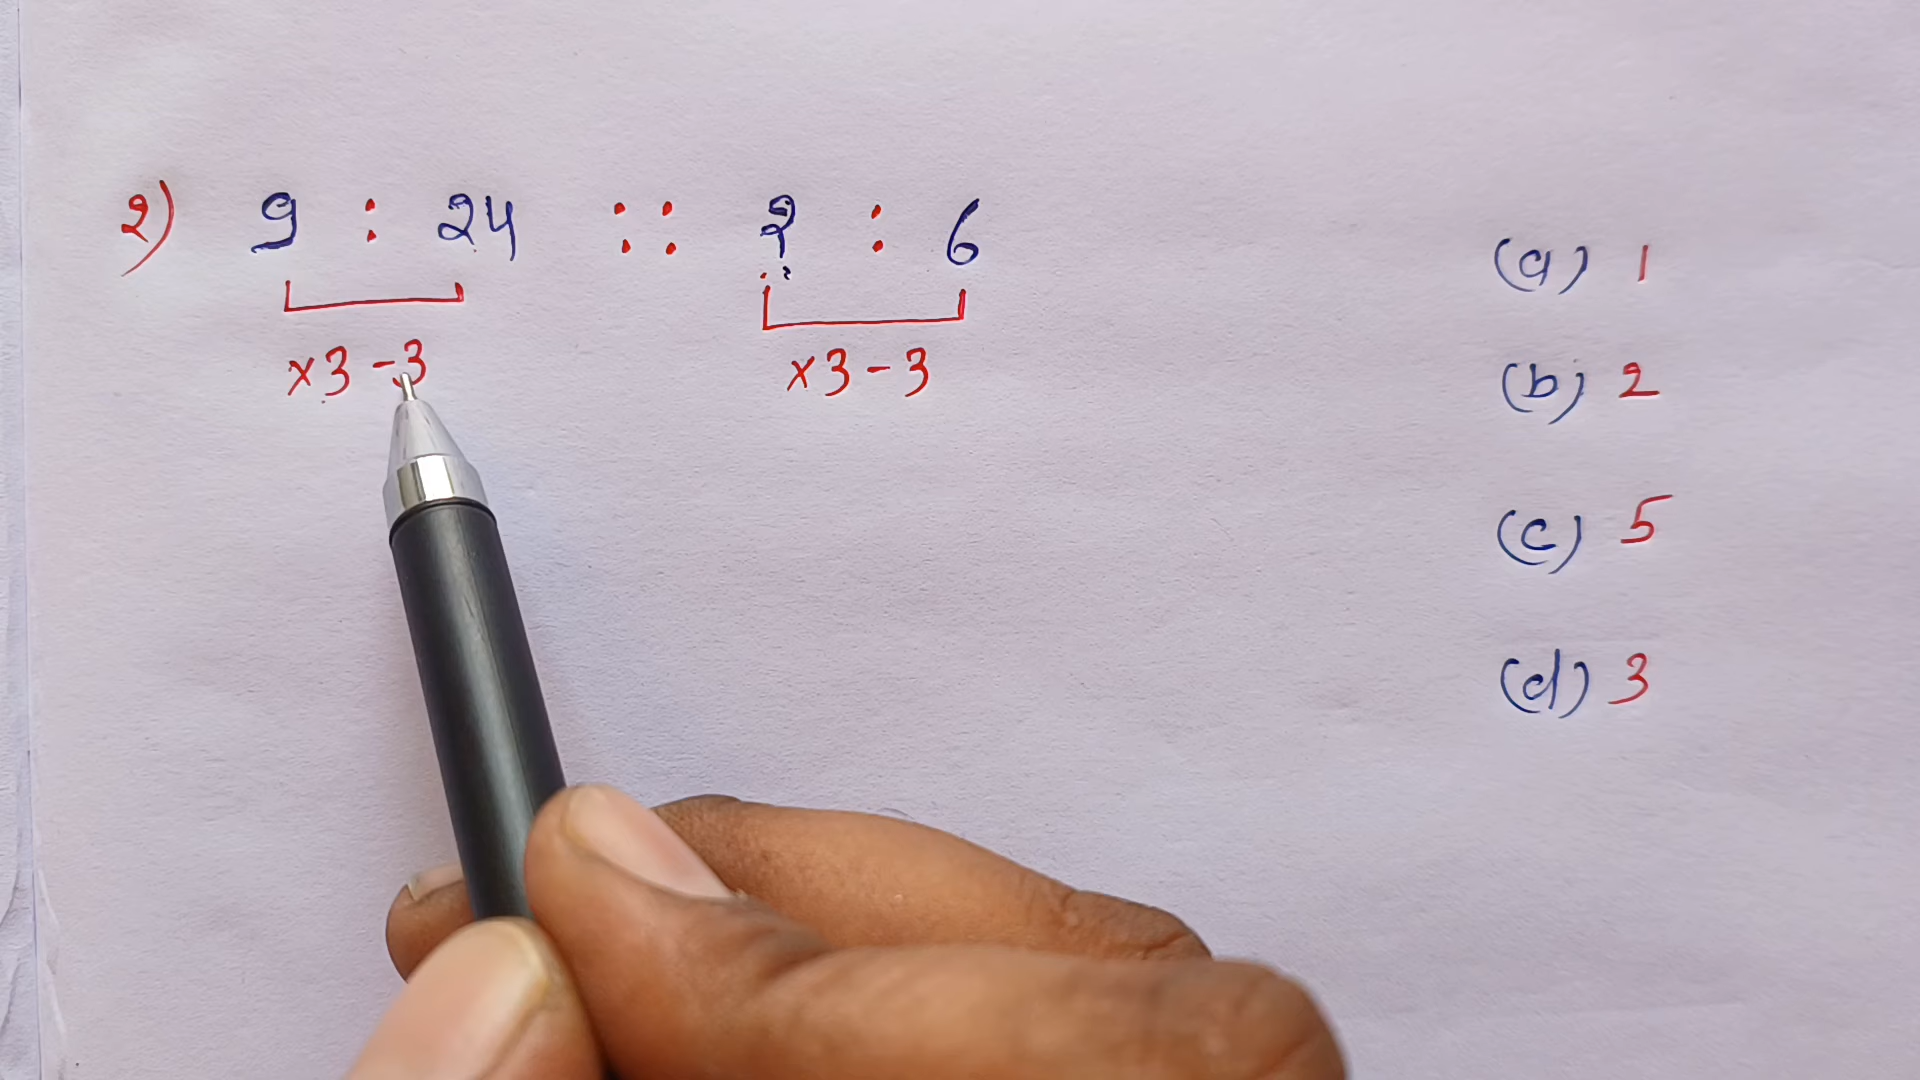 2) 9 : 24 :: ? : 6
×3 -3 ×3 - 3
(a) 1
(b) 2
(c) 5
(d) 3